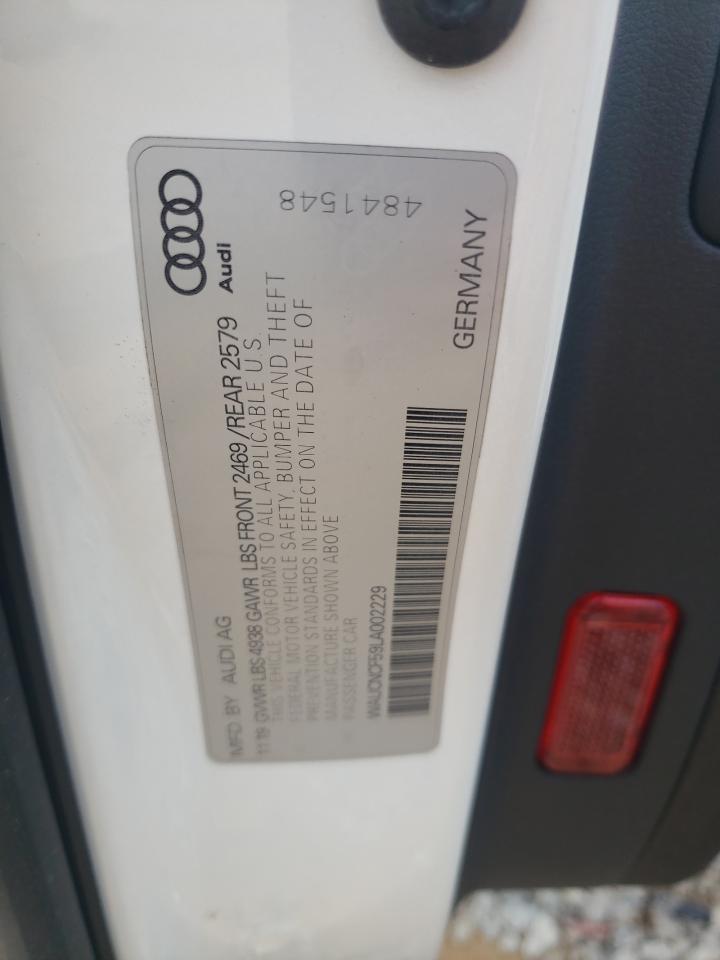 MFD BY AUDI AG
11/19 GVWR LBS 4938 GAWR LBS FRONT 2469/REAR 2579
THIS VEHICLE CONFORMS TO ALL APPLICABLE U.S.
FEDERAL MOTOR VEHICLE SAFETY, BUMPER AND THEFT
PREVENTION STANDARDS IN EFFECT ON THE DATE OF
MANUFACTURE SHOWN ABOVE
PASSENGER CAR
WAUCNCF59LA002229
Audi
4841548
GERMANY